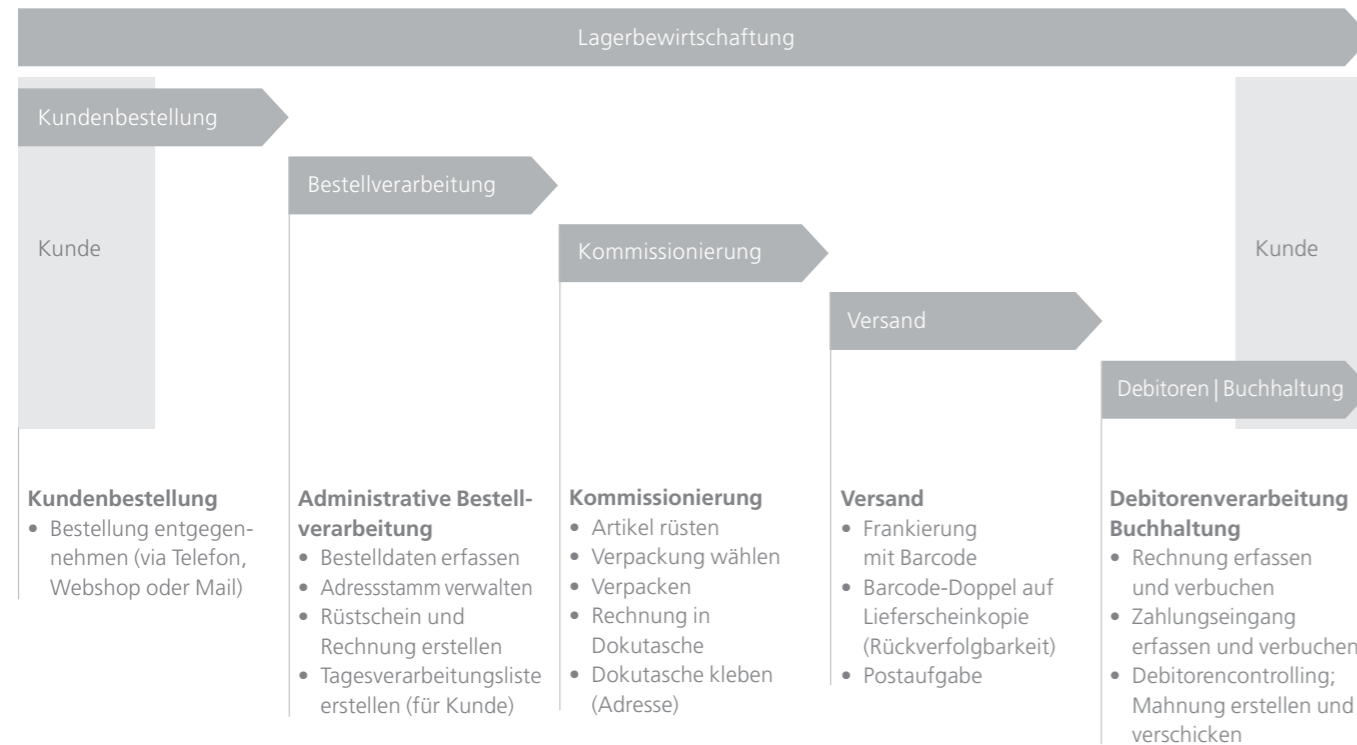 Lagerbewirtschaftung
Kundenbestellung
Bestellverarbeitung
Kunde
Kommissionierung
Kunde
Versand
Debitoren | Buchhaltung
Kundenbestellung
• Bestellung entgegen-
nehmen (via Telefon,
Webshop oder Mail)
Administrative Bestell-
verarbeitung
• Bestelldaten erfassen
• Adressstamm verwalten
• Rüstschein und
Rechnung erstellen
• Tagesverarbeitungsliste
erstellen (für Kunde)
Kommissionierung
• Artikel rüsten
• Verpackung wählen
• Verpacken
• Rechnung in
Dokutasche
• Dokutasche kleben
(Adresse)
Versand
• Frankierung
mit Barcode
• Barcode-Doppel auf
Lieferscheinkopie
(Rückverfolgbarkeit)
• Postaufgabe
Debitorenverarbeitung
Buchhaltung
• Rechnung erfassen
und verbuchen
• Zahlungseingang
erfassen und verbuchen
• Debitorencontrolling;
Mahnung erstellen und
verschicken